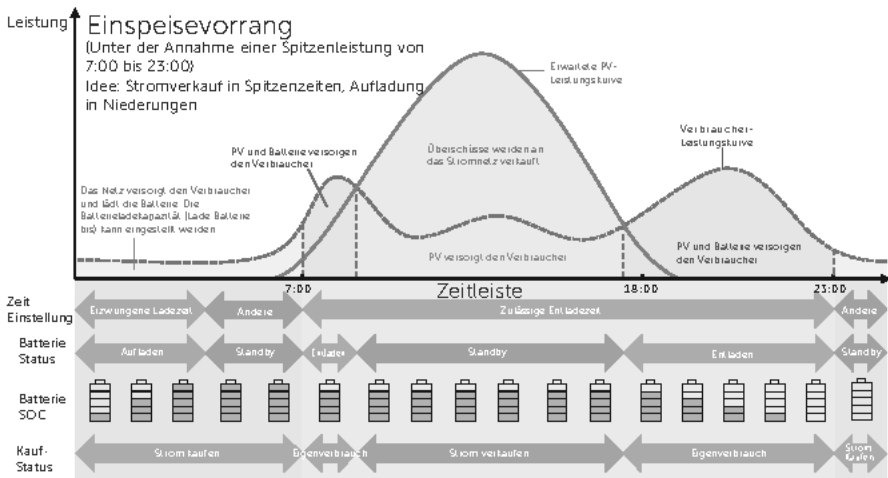 Leistung
Einspeisevorrang
(Unter der Annahme einer Spitzenleistung von
7:00 bis 23:00)
Idee: Stromverkauf in Spitzenzeiten, Aufladung
in Niederungen
Erwartete PV-
Leistungskurive
Verbraucher-
Leistungskurve
PV und Batterie versorgen
den Verbraucher
Überschüsse werden an
das Stromnetz verkauft
Das Netz versorgt den Verbraucher
und lädt die Batterie. Die
Batterieladekapazität (Lade Batterie
bis) kann eingestellt werden
PV versorgt den Verbraucher
PV und Batterie versorgen
den Verbraucher
7:00
Zeitleiste
18:00
23:00
Zeit
Einstellung
Erzwungene Ladezeit
Andere
Zulässige Entladezeit
Andere
Batterie
Status
Aufladen
Standby
Entladen
Standby
Entladen
Standby
Batterie
SOC
Kauf-
Status
Strom kaufen
Eigenverbrauch
Strom verkaufen
Eigenverbrauch
Strom
kaufen